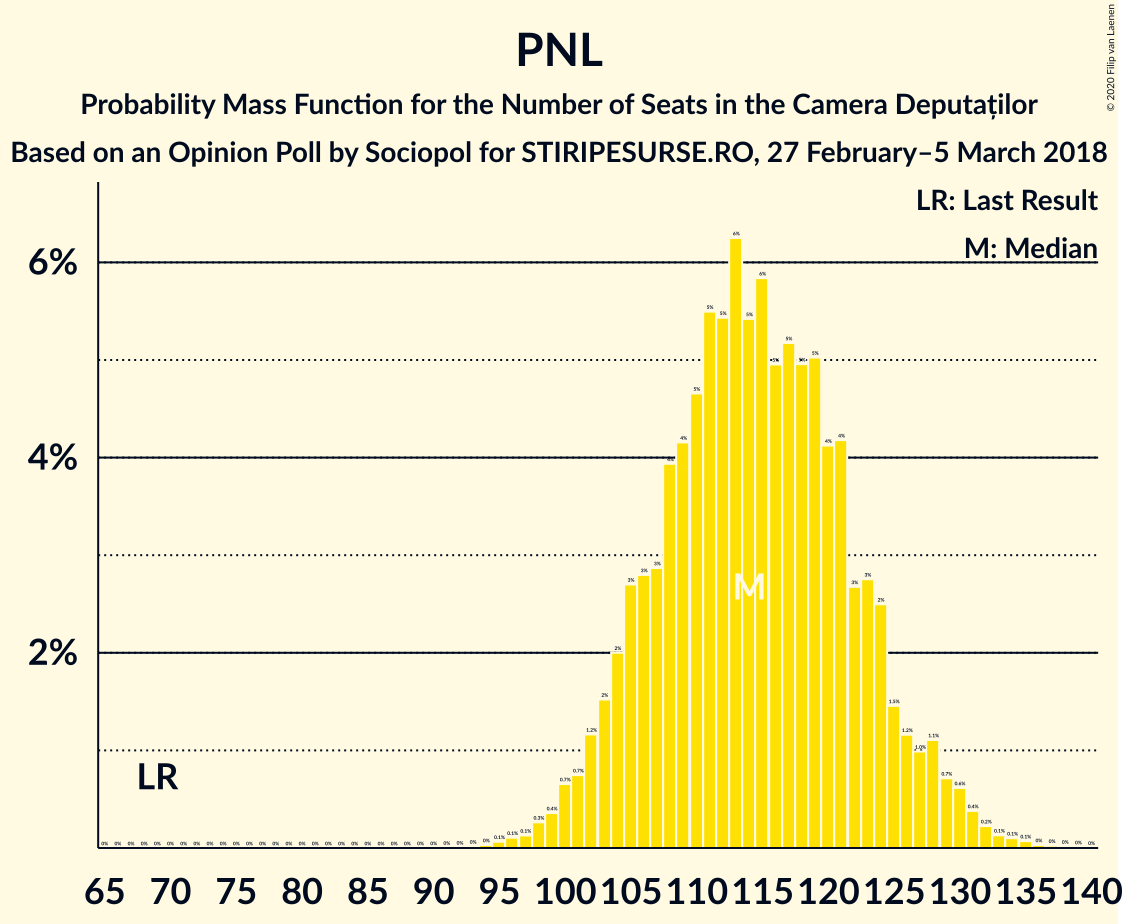 PNL
Probability Mass Function for the Number of Seats in the Camera Deputaților
Based on an Opinion Poll by Sociopol for STIRIPESURSE.RO, 27 February–5 March 2018
© 2020 Filip van Laenen
LR: Last Result
M: Median
6%
4%
2%
LR
M
65 70 75 80 85 90 95 100 105 110 115 120 125 130 135 140